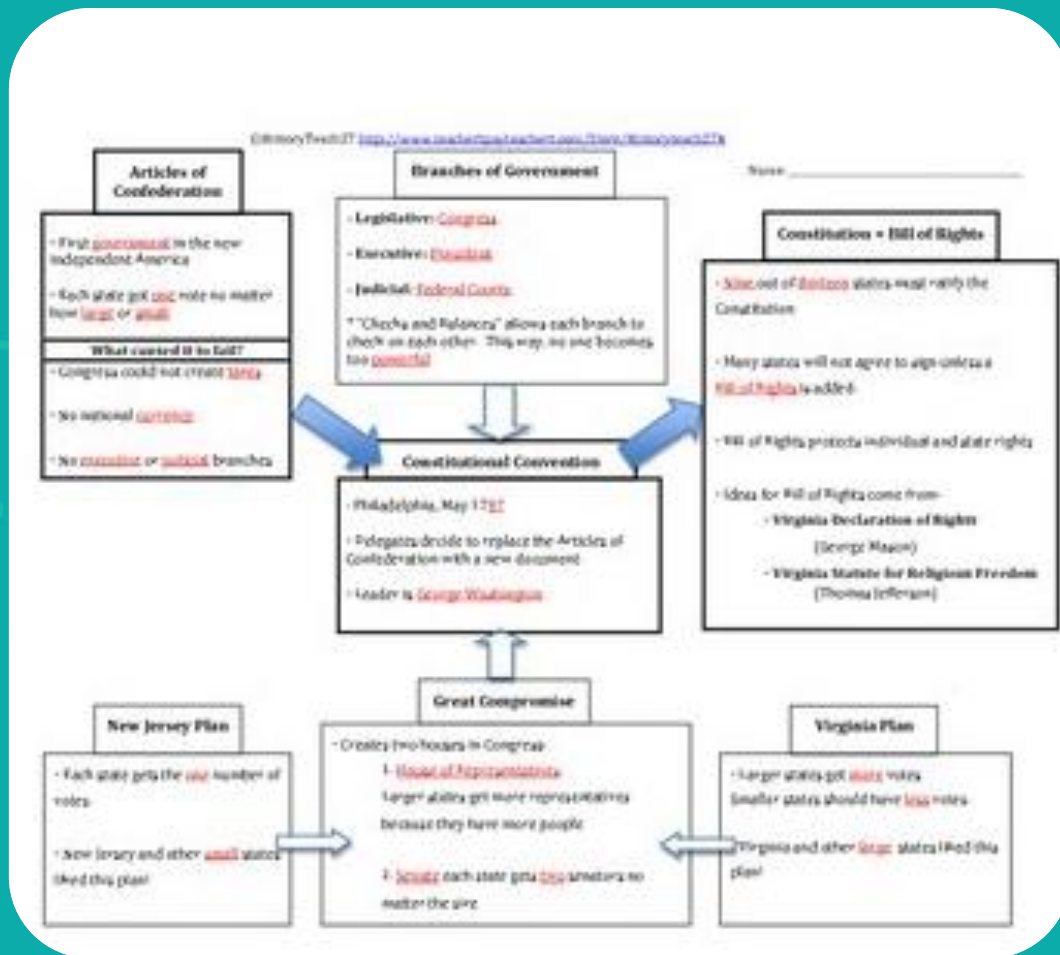 Name
Articles of
Confederation
- First government in the new
independent America
- Each state got one vote no matter
how large or small
What caused it to fail?
- Congress could not create taxes
- No national currency
- No executive or judicial branches
Branches of Government
- Legislative: Congress
- Executive: President
- Judicial: Federal Courts
* "Checks and Balances" allows each branch to
check on each other. This way, no one becomes
too powerful
Constitutional Convention
- Philadelphia, May 1787
- Delegates decide to replace the Articles of
Confederation with a new document
- Leader is George Washington
Constitution + Bill of Rights
- Nine out of thirteen states must ratify the
Constitution
- Many states will not agree to sign unless a
Bill of Rights is added
- Bill of Rights protects individual and state rights
- Ideas for Bill of Rights come from-
- Virginia Declaration of Rights
(George Mason)
- Virginia Statute for Religious Freedom
(Thomas Jefferson)
New Jersey Plan
- Each state gets the number of
votes
- New Jersey and other small states
liked this plan!
Great Compromise
- Creates two houses in Congress
1. House of Representatives
Larger states get more representatives
because they have more people
2. Senate each state gets two senators no
matter the size
Virginia Plan
- Larger states get more votes
Smaller states should have less votes
- Virginia and other large states liked this
plan!